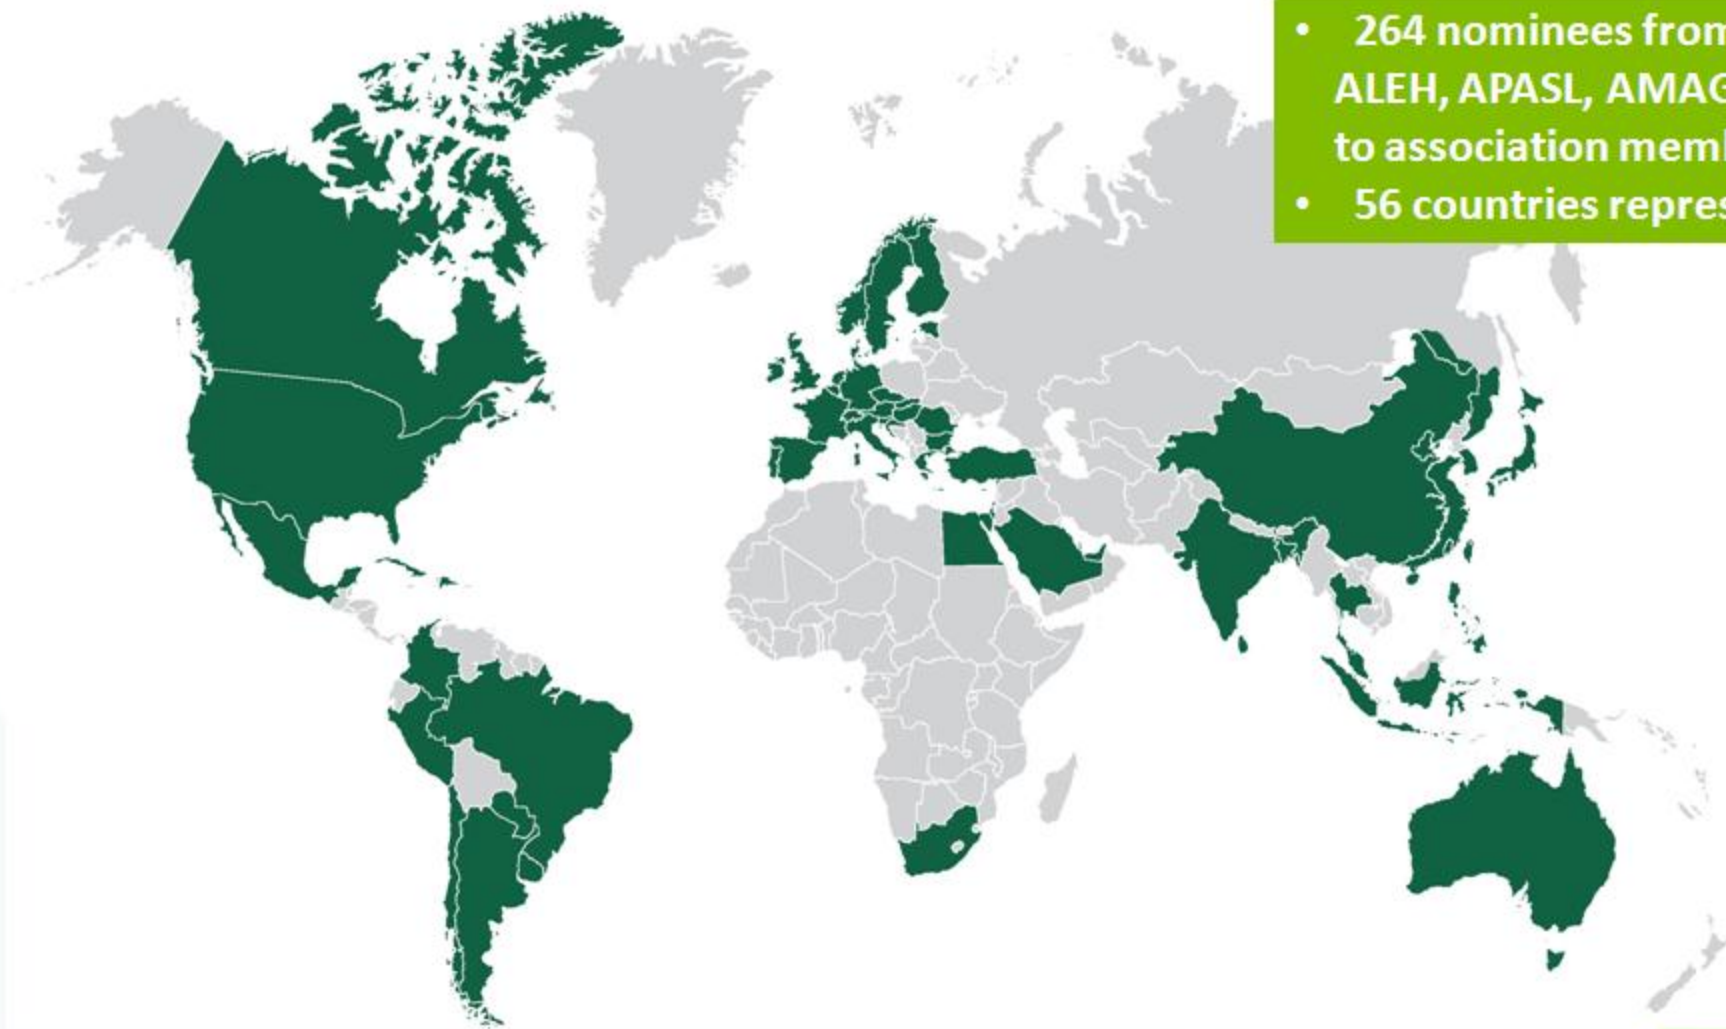 • 264 nominees from
ALEH, APASL, AMAG
to association mem
• 56 countries repres